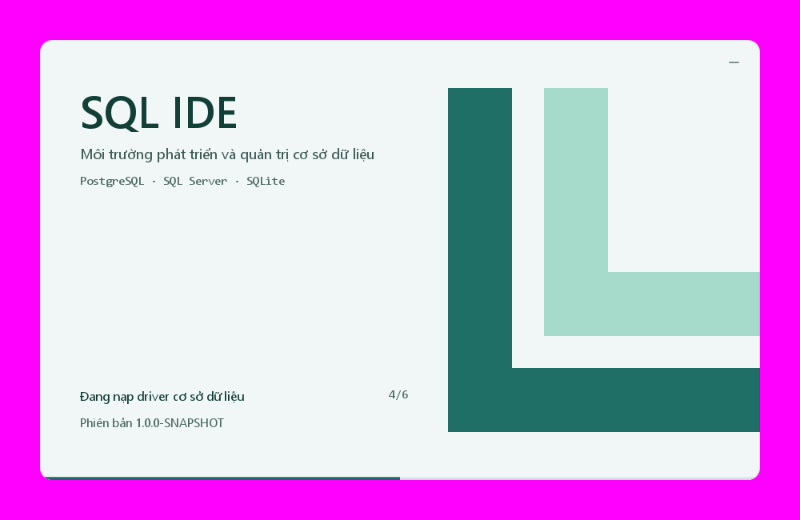 SQL IDE
Môi trường phát triển và quản trị cơ sở dữ liệu
PostgreSQL · SQL Server · SQLite
Đang nạp driver cơ sở dữ liệu
4/6
Phiên bản 1.0.0-SNAPSHOT